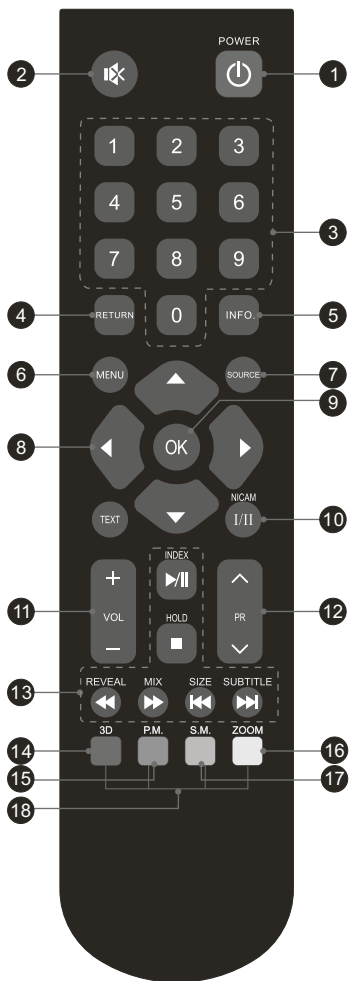 POWER
2
1
1 2 3
4 5 6
3
7 8 9
4
RETURN
0
INFO.
5
6
MENU
SOURCE
7
9
8
OK
TEXT
NICAM
I/II
10
INDEX
11
+
VOL
−
PR
12
HOLD
13
REVEAL MIX SIZE SUBTITLE
14
3D P.M. S.M. ZOOM
16
15
17
18